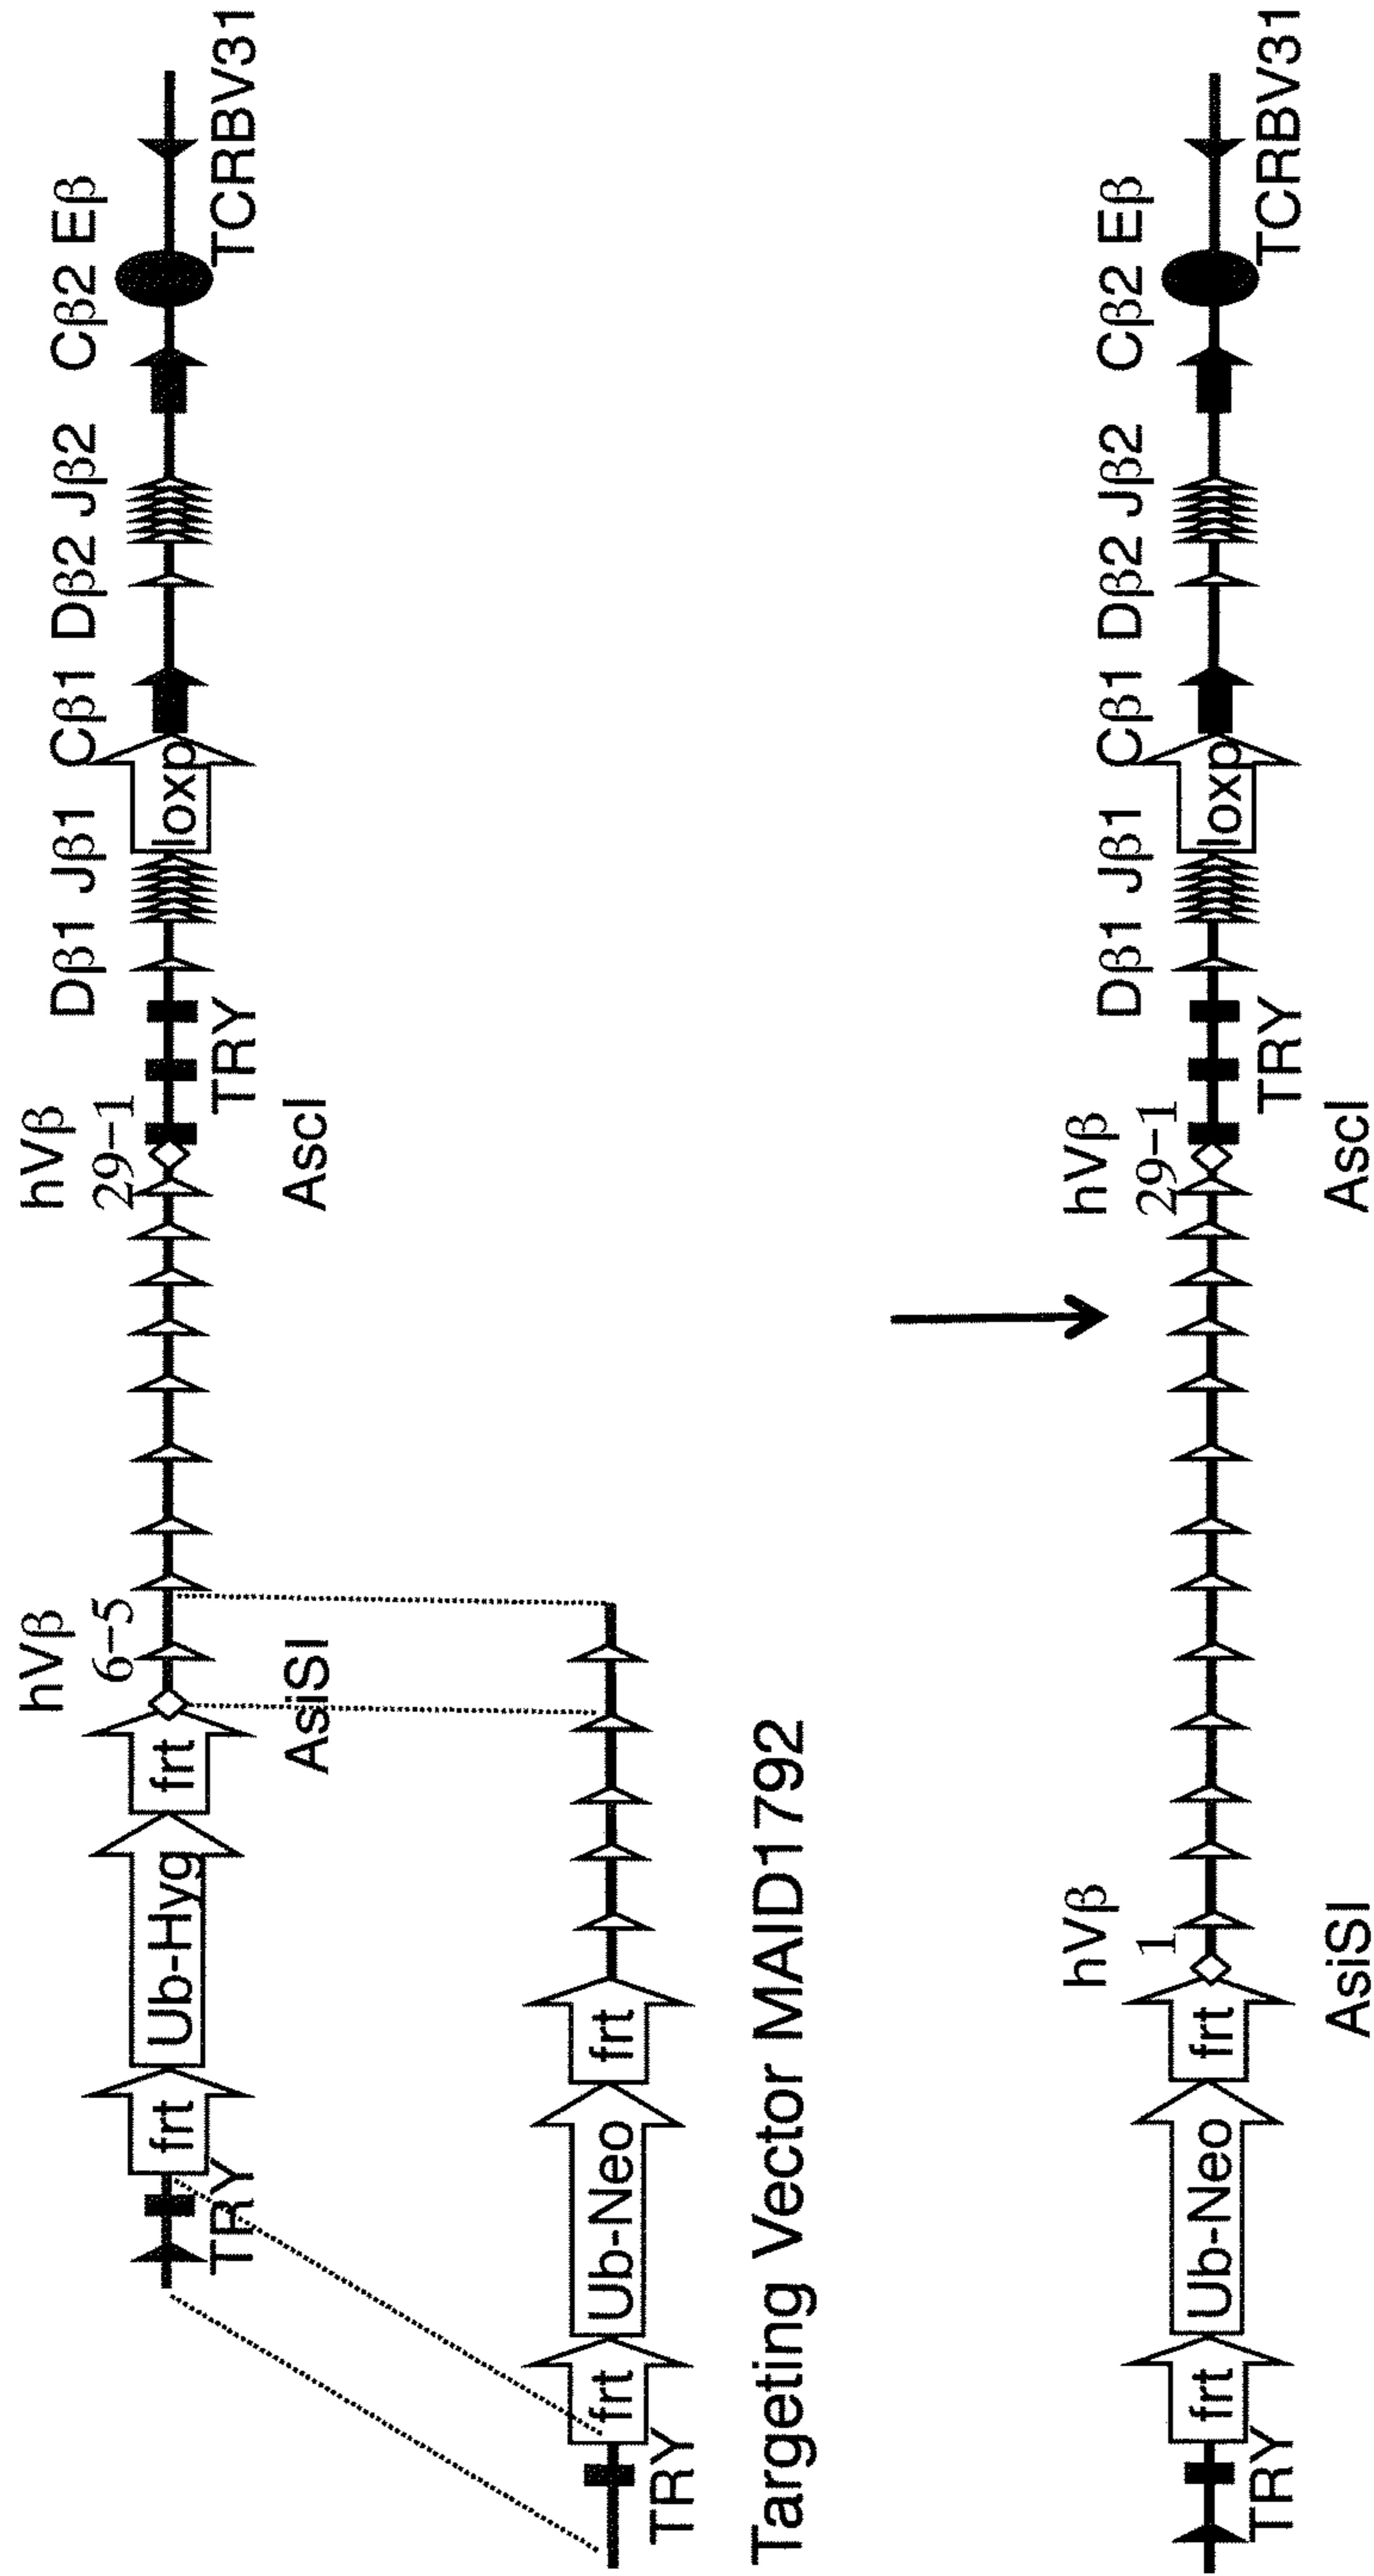 hVβ
6–5
hVβ
29–1
Dβ1 Jβ1 Cβ1 Dβ2 Jβ2 Cβ2 Eβ
frt
Ub-Hyg
frt
loxp
TRY
AsiSI
AscI
TRY
TCRBV31
frt
Ub-Neo
frt
TRY
Targeting Vector MAID1792
hVβ
1
hVβ
29–1
Dβ1 Jβ1 Cβ1 Dβ2 Jβ2 Cβ2 Eβ
frt
Ub-Neo
frt
loxp
TRY
AsiSI
AscI
TRY
TCRBV31